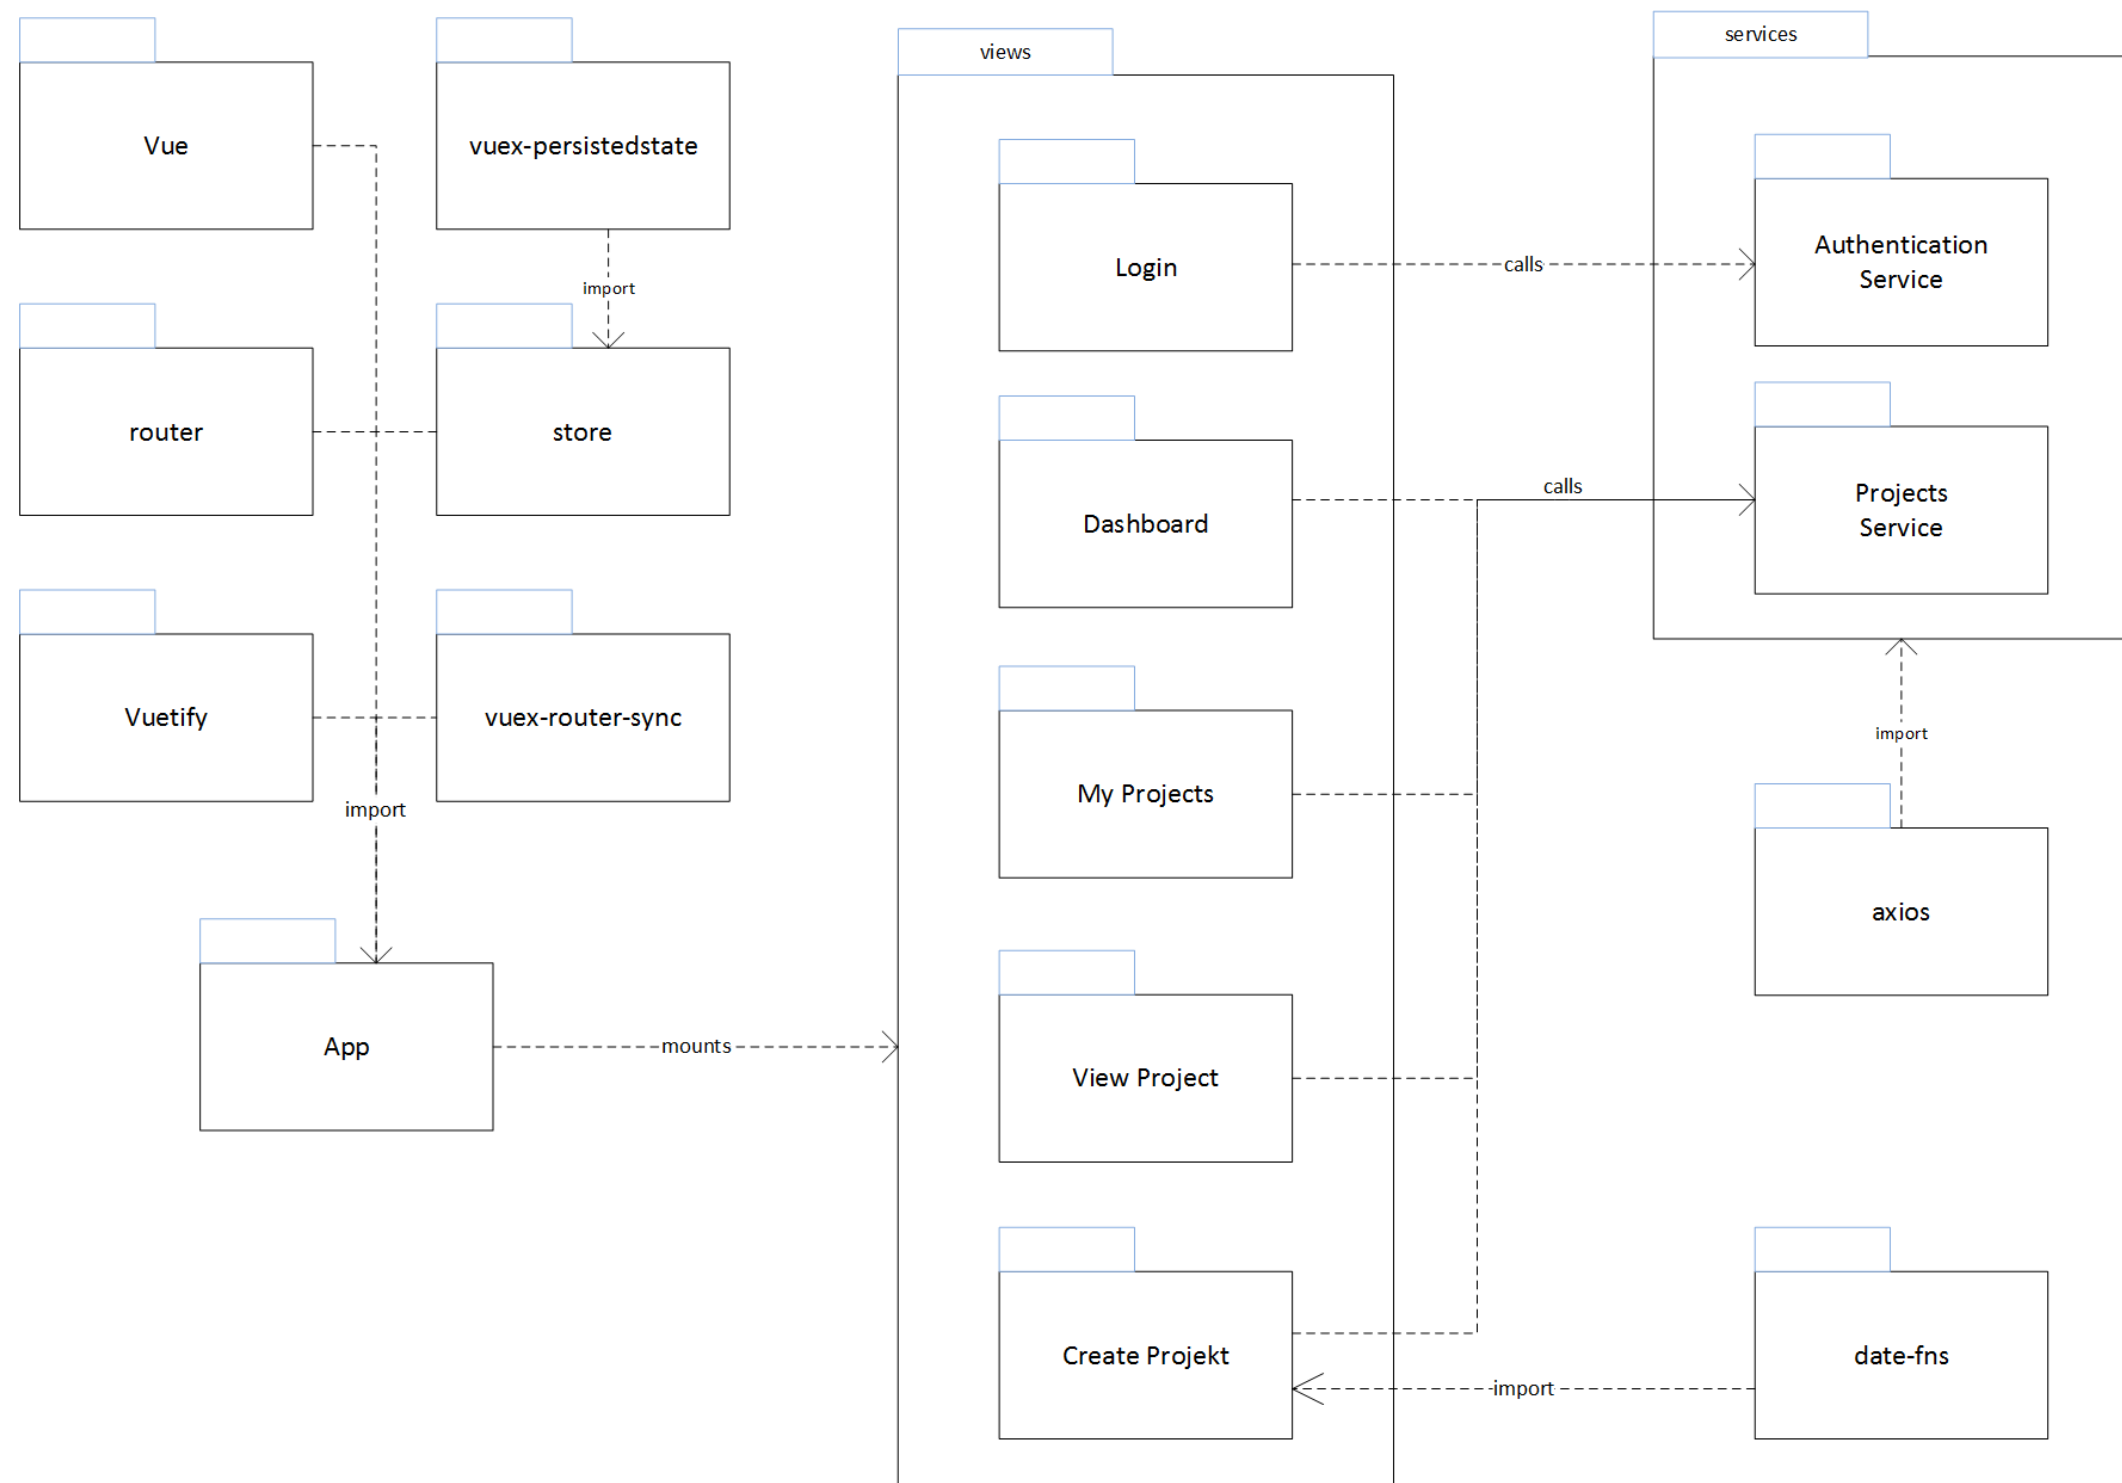 Vue
vuex-persistedstate
import
router
store
Vuetify
vuex-router-sync
import
App
mounts
views
Login
Dashboard
My Projects
View Project
Create Projekt
calls
calls
import
services
Authentication
Service
Projects
Service
import
axios
date-fns